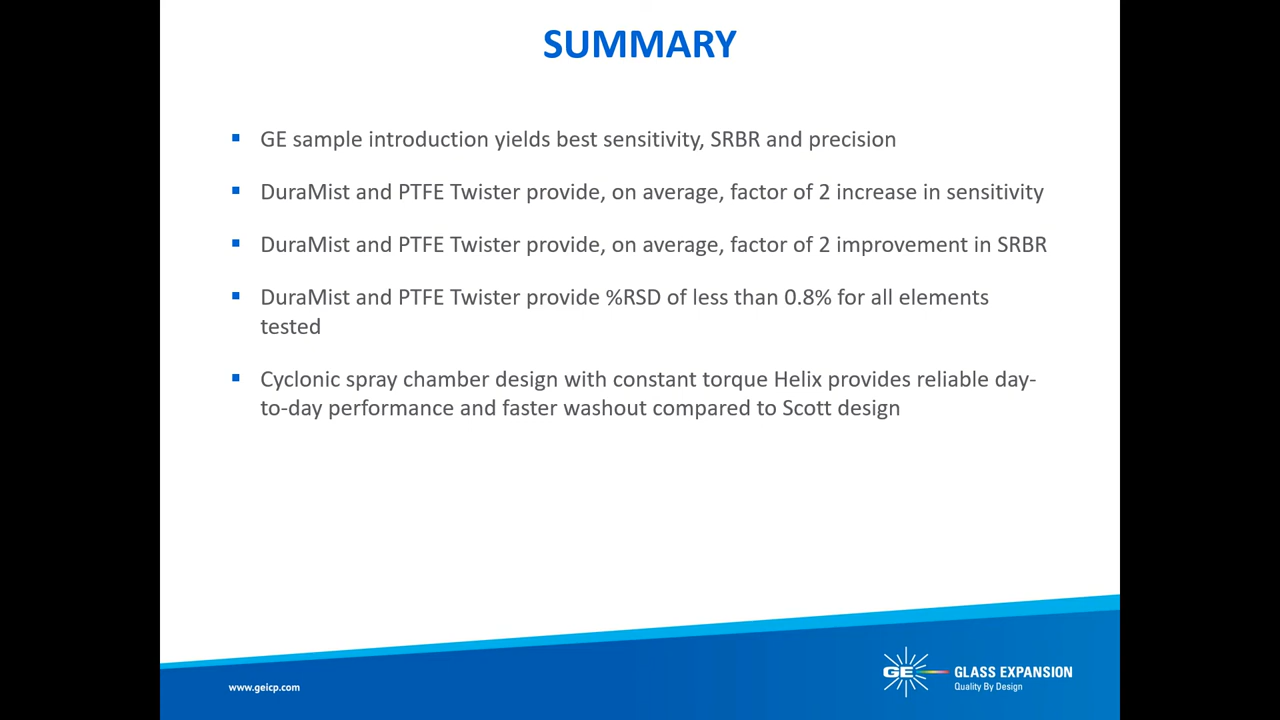 SUMMARY
▪ GE sample introduction yields best sensitivity, SRBR and precision
▪ DuraMist and PTFE Twister provide, on average, factor of 2 increase in sensitivity
▪ DuraMist and PTFE Twister provide, on average, factor of 2 improvement in SRBR
▪ DuraMist and PTFE Twister provide %RSD of less than 0.8% for all elements
tested
▪ Cyclonic spray chamber design with constant torque Helix provides reliable day-
to-day performance and faster washout compared to Scott design
www.geicp.com
GE
GLASS EXPANSION
Quality By Design